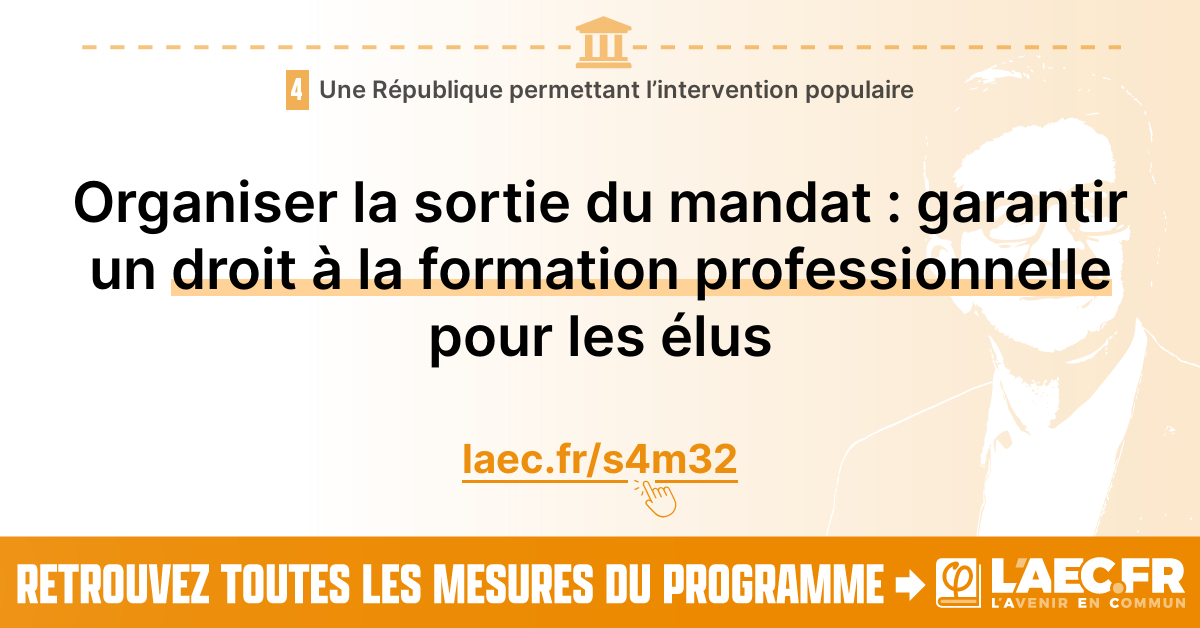 4 Une République permettant l’intervention populaire
Organiser la sortie du mandat : garantir
un droit à la formation professionnelle
pour les élus
laec.fr/s4m32
RETROUVEZ TOUTES LES MESURES DU PROGRAMME
φ L'AEC.FR
L'AVENIR EN COMMUN